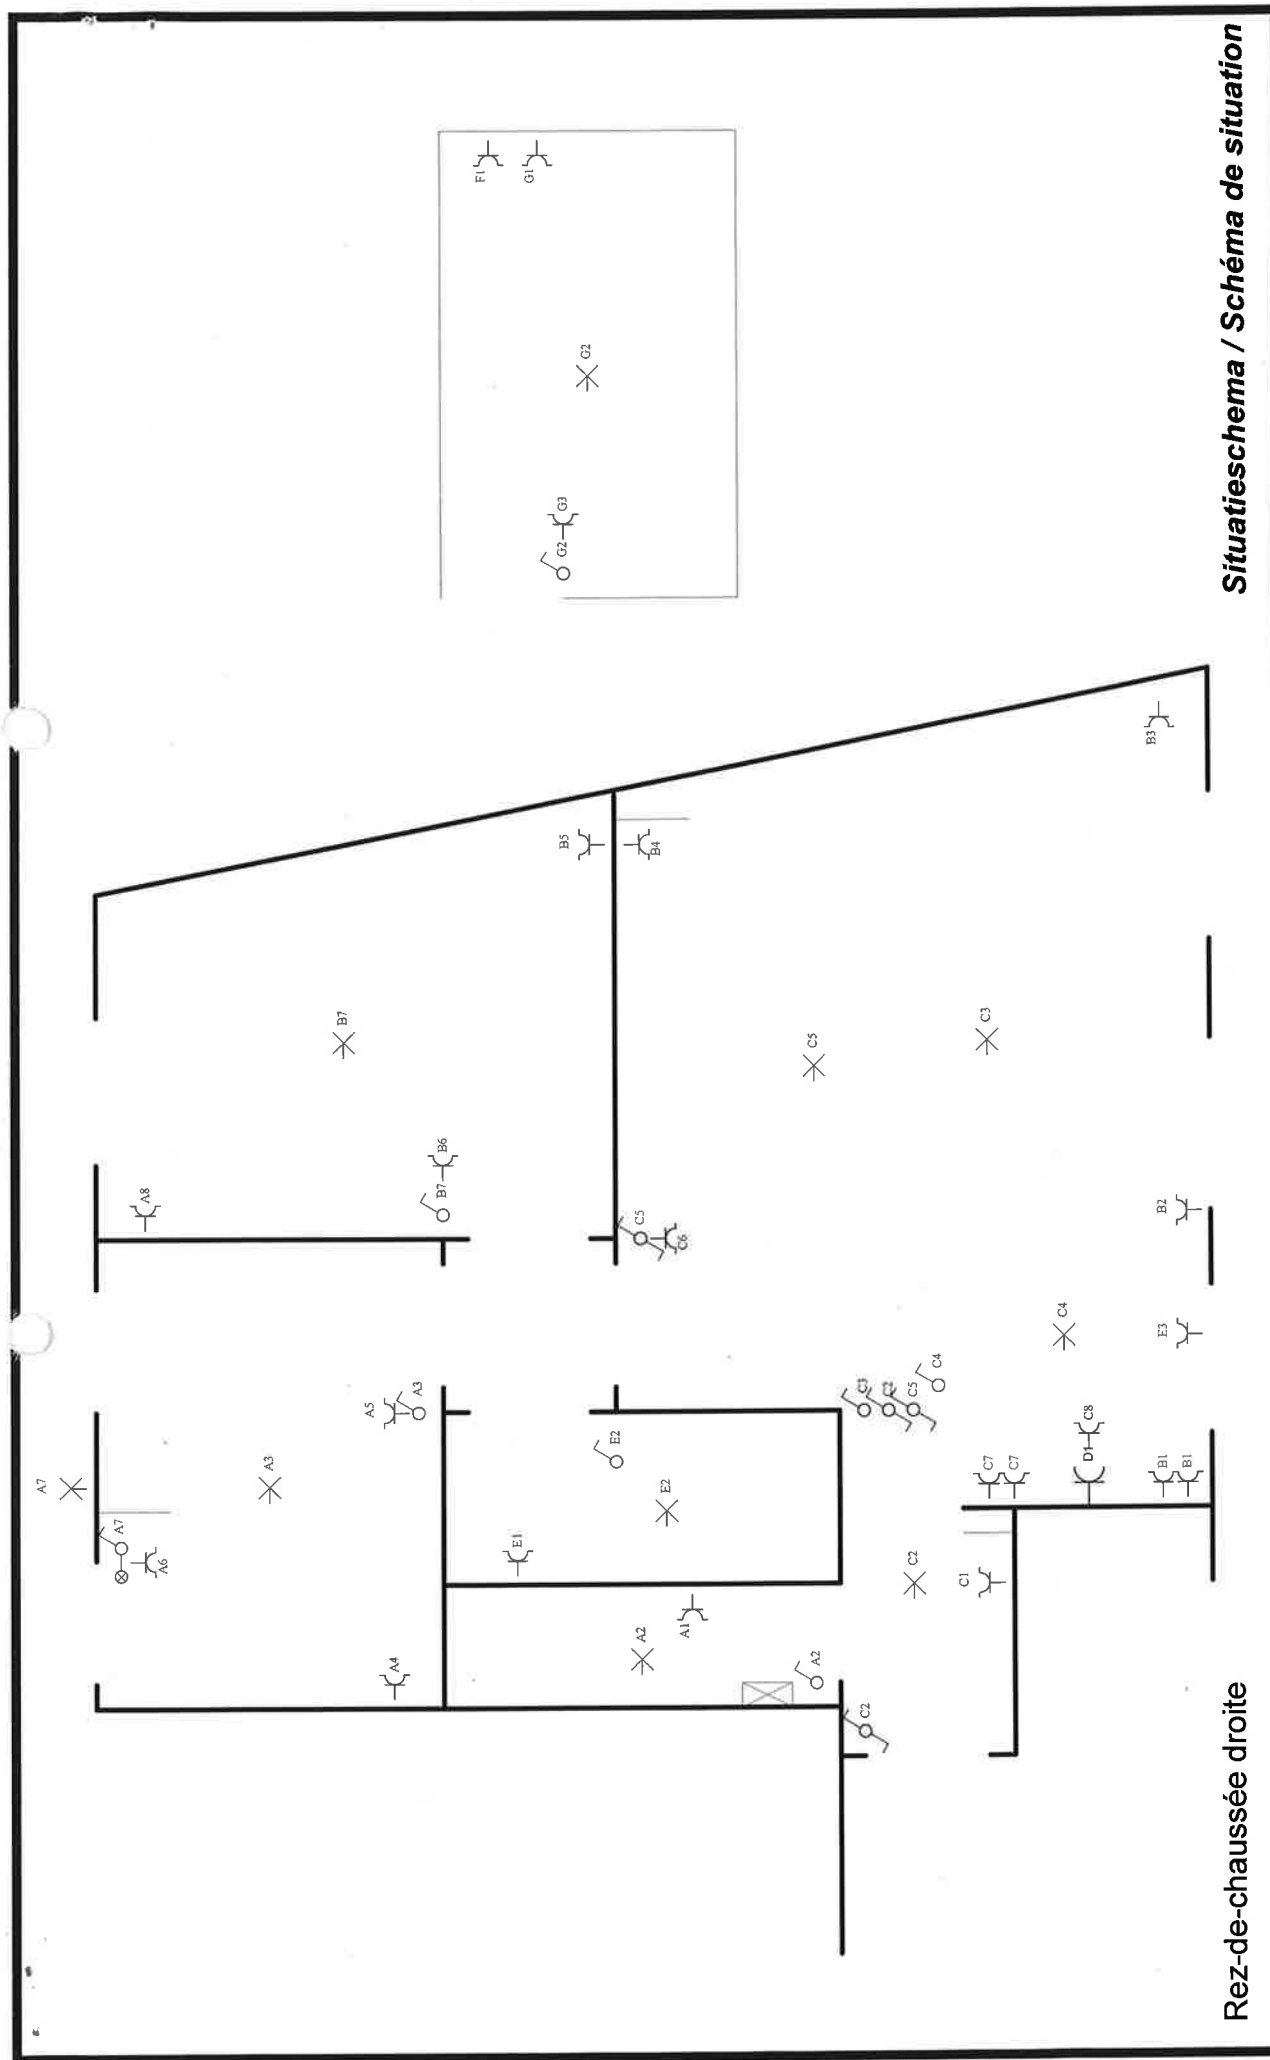 A7
A7
A6
A3
A5
A3
A4
A8
B7
B7
B6
B5
B4
E1
E2
E2
A1
A2
A2
C2
C2
C1
C3
C2
C5
C4
C5
C6
C5
C3
C4
C7
C7
D1
C8
B1
B1
E3
B2
B3
F1
G1
G2
G2
G3
Rez-de-chaussée droite
Situatieschema / Schéma de situation